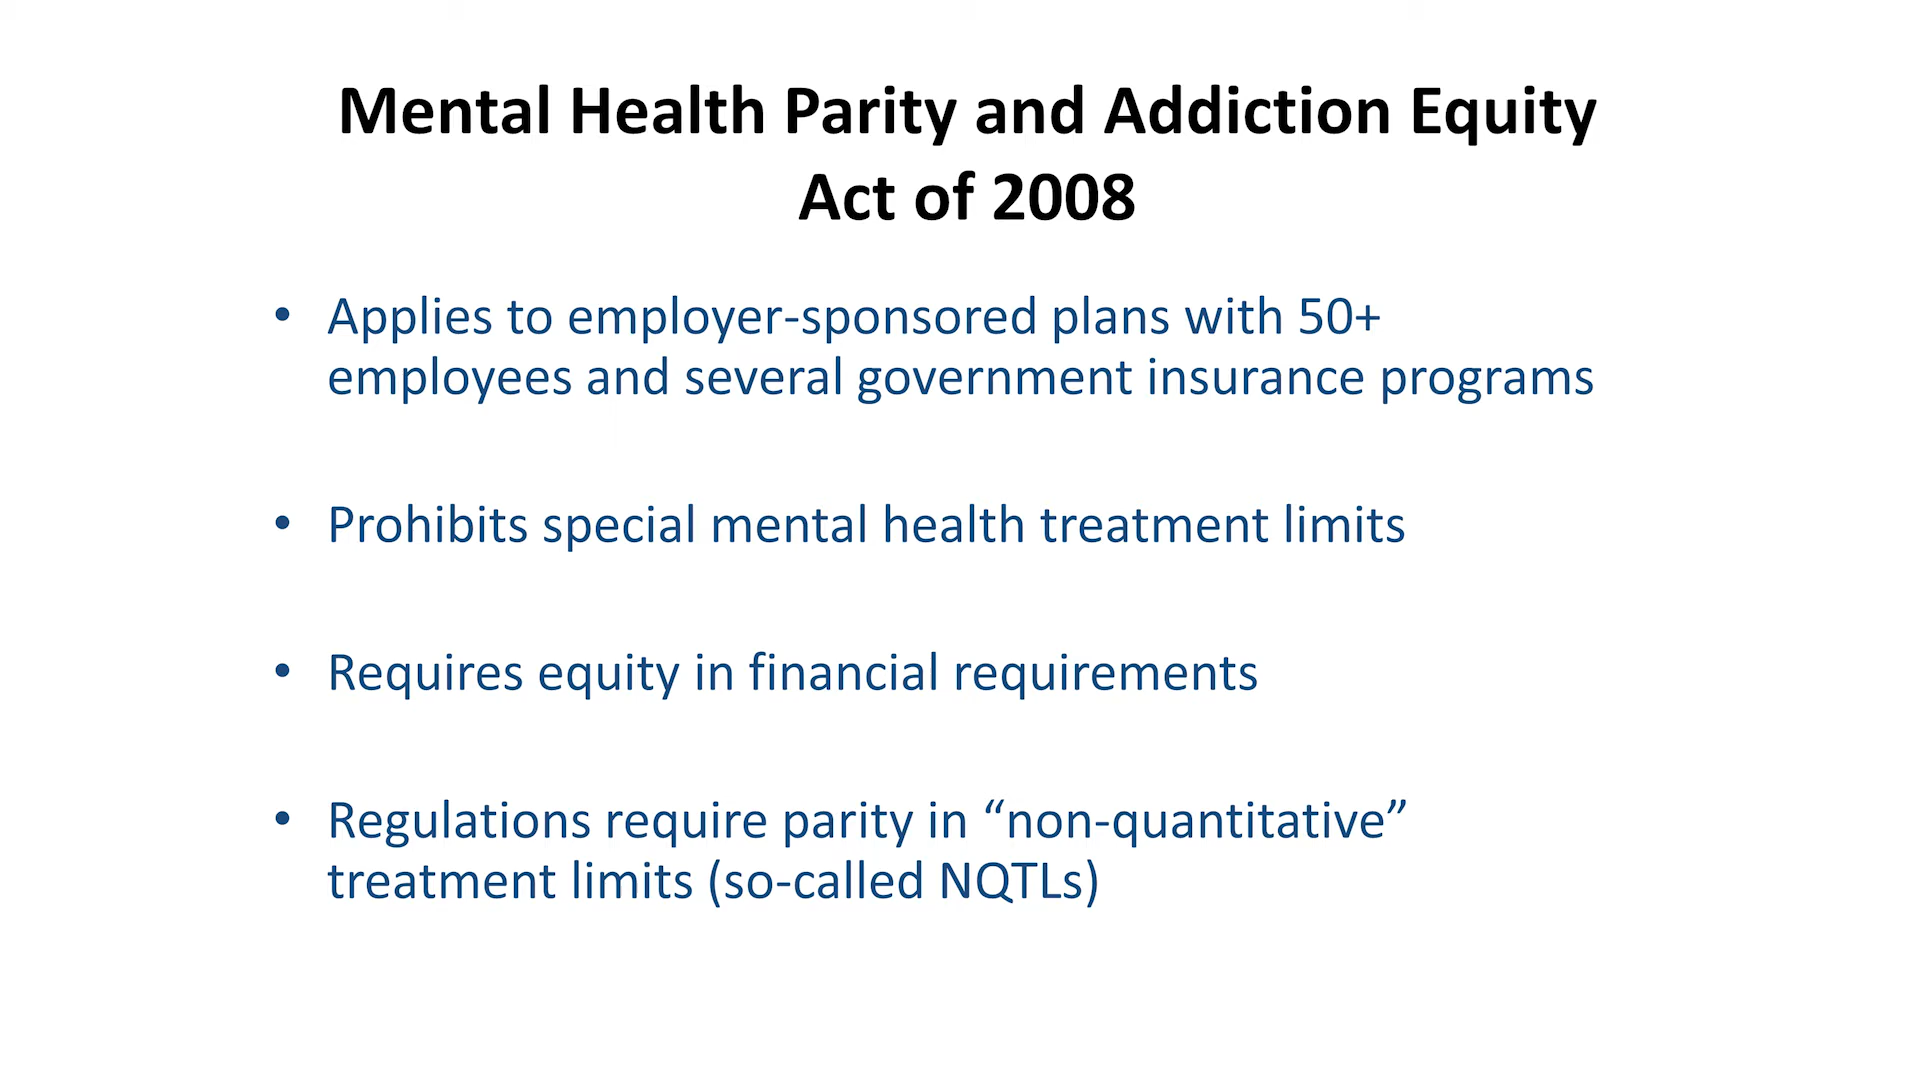 Mental Health Parity and Addiction Equity
Act of 2008
• Applies to employer-sponsored plans with 50+
employees and several government insurance programs
• Prohibits special mental health treatment limits
• Requires equity in financial requirements
• Regulations require parity in “non-quantitative”
treatment limits (so-called NQTLs)